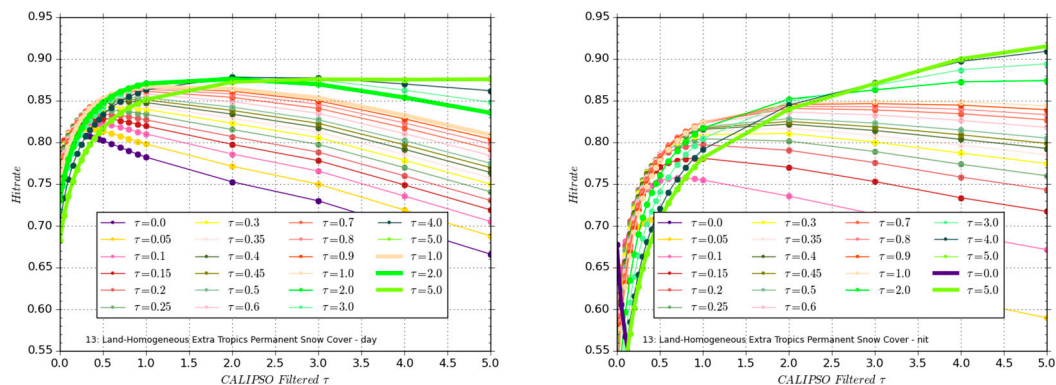 0.95
0.90
0.85
0.80
0.75
0.70
0.65
0.60
0.55
Hitrate
τ=0.0 τ=0.3 τ=0.7 τ=4.0
τ=0.05 τ=0.35 τ=0.8 τ=5.0
τ=0.1 τ=0.4 τ=0.9 τ=1.0
τ=0.15 τ=0.45 τ=1.0 τ=2.0
τ=0.2 τ=0.5 τ=2.0 τ=5.0
τ=0.25 τ=0.6 τ=3.0
13: Land-Homogeneous Extra Tropics Permanent Snow Cover - day
0.0 0.5 1.0 1.5 2.0 2.5 3.0 3.5 4.0 4.5 5.0
CALIPSO Filtered τ
0.95
0.90
0.85
0.80
0.75
0.70
0.65
0.60
0.55
Hitrate
τ=0.0 τ=0.3 τ=0.7 τ=3.0
τ=0.05 τ=0.35 τ=0.8 τ=4.0
τ=0.1 τ=0.4 τ=0.9 τ=5.0
τ=0.15 τ=0.45 τ=1.0 τ=0.0
τ=0.2 τ=0.5 τ=2.0 τ=5.0
τ=0.25 τ=0.6
13: Land-Homogeneous Extra Tropics Permanent Snow Cover - nit
0.0 0.5 1.0 1.5 2.0 2.5 3.0 3.5 4.0 4.5 5.0
CALIPSO Filtered τ